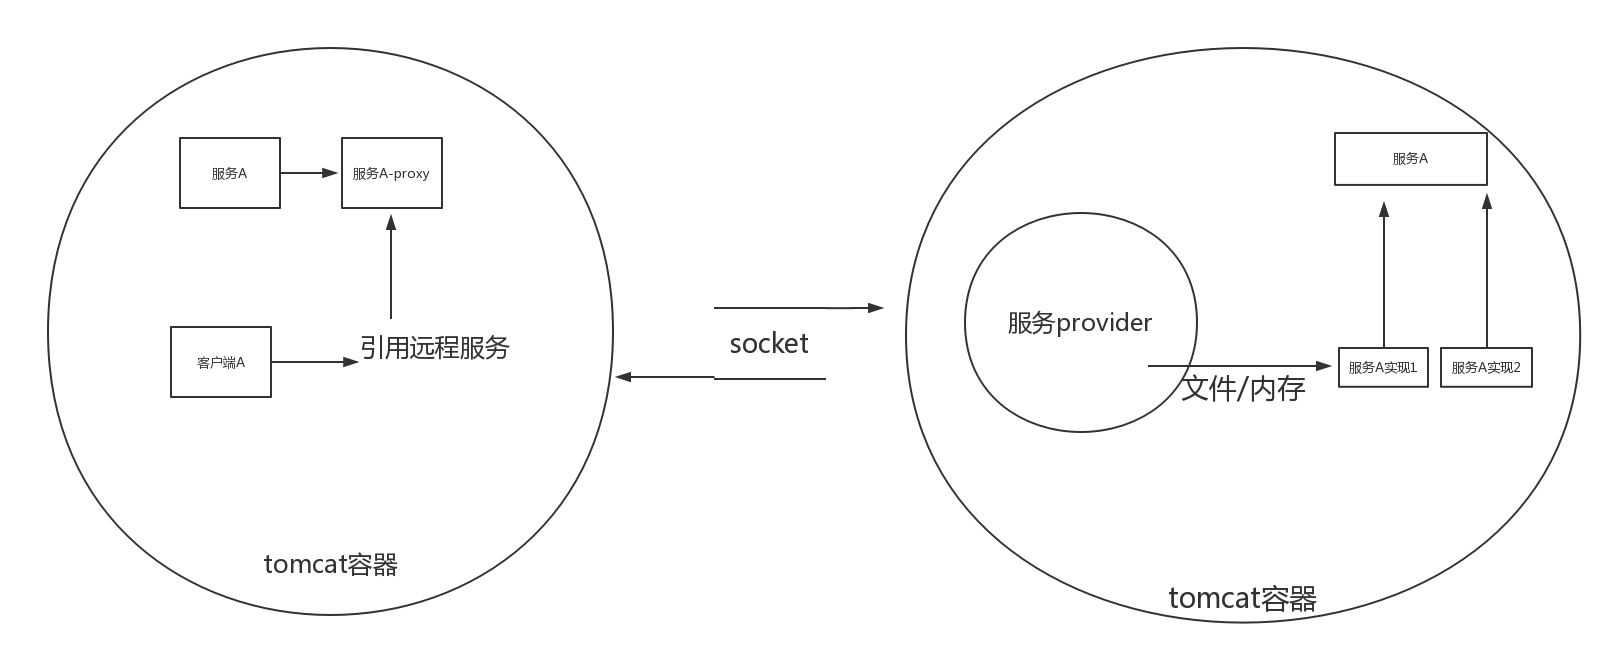 服务A
服务A-proxy
客户端A
引用远程服务
tomcat容器
socket
服务A
服务provider
文件/内存
服务A实现1
服务A实现2
tomcat容器